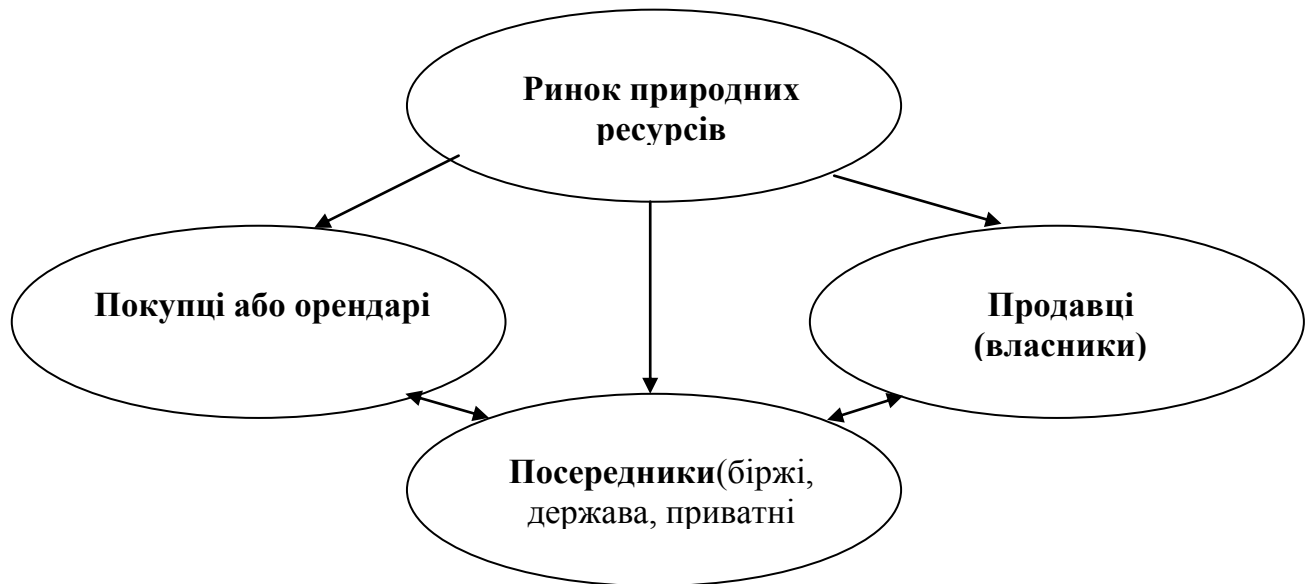 Ринок природних
ресурсів
Покупці або орендарі
Продавці
(власники)
Посередники(біржі,
держава, приватні